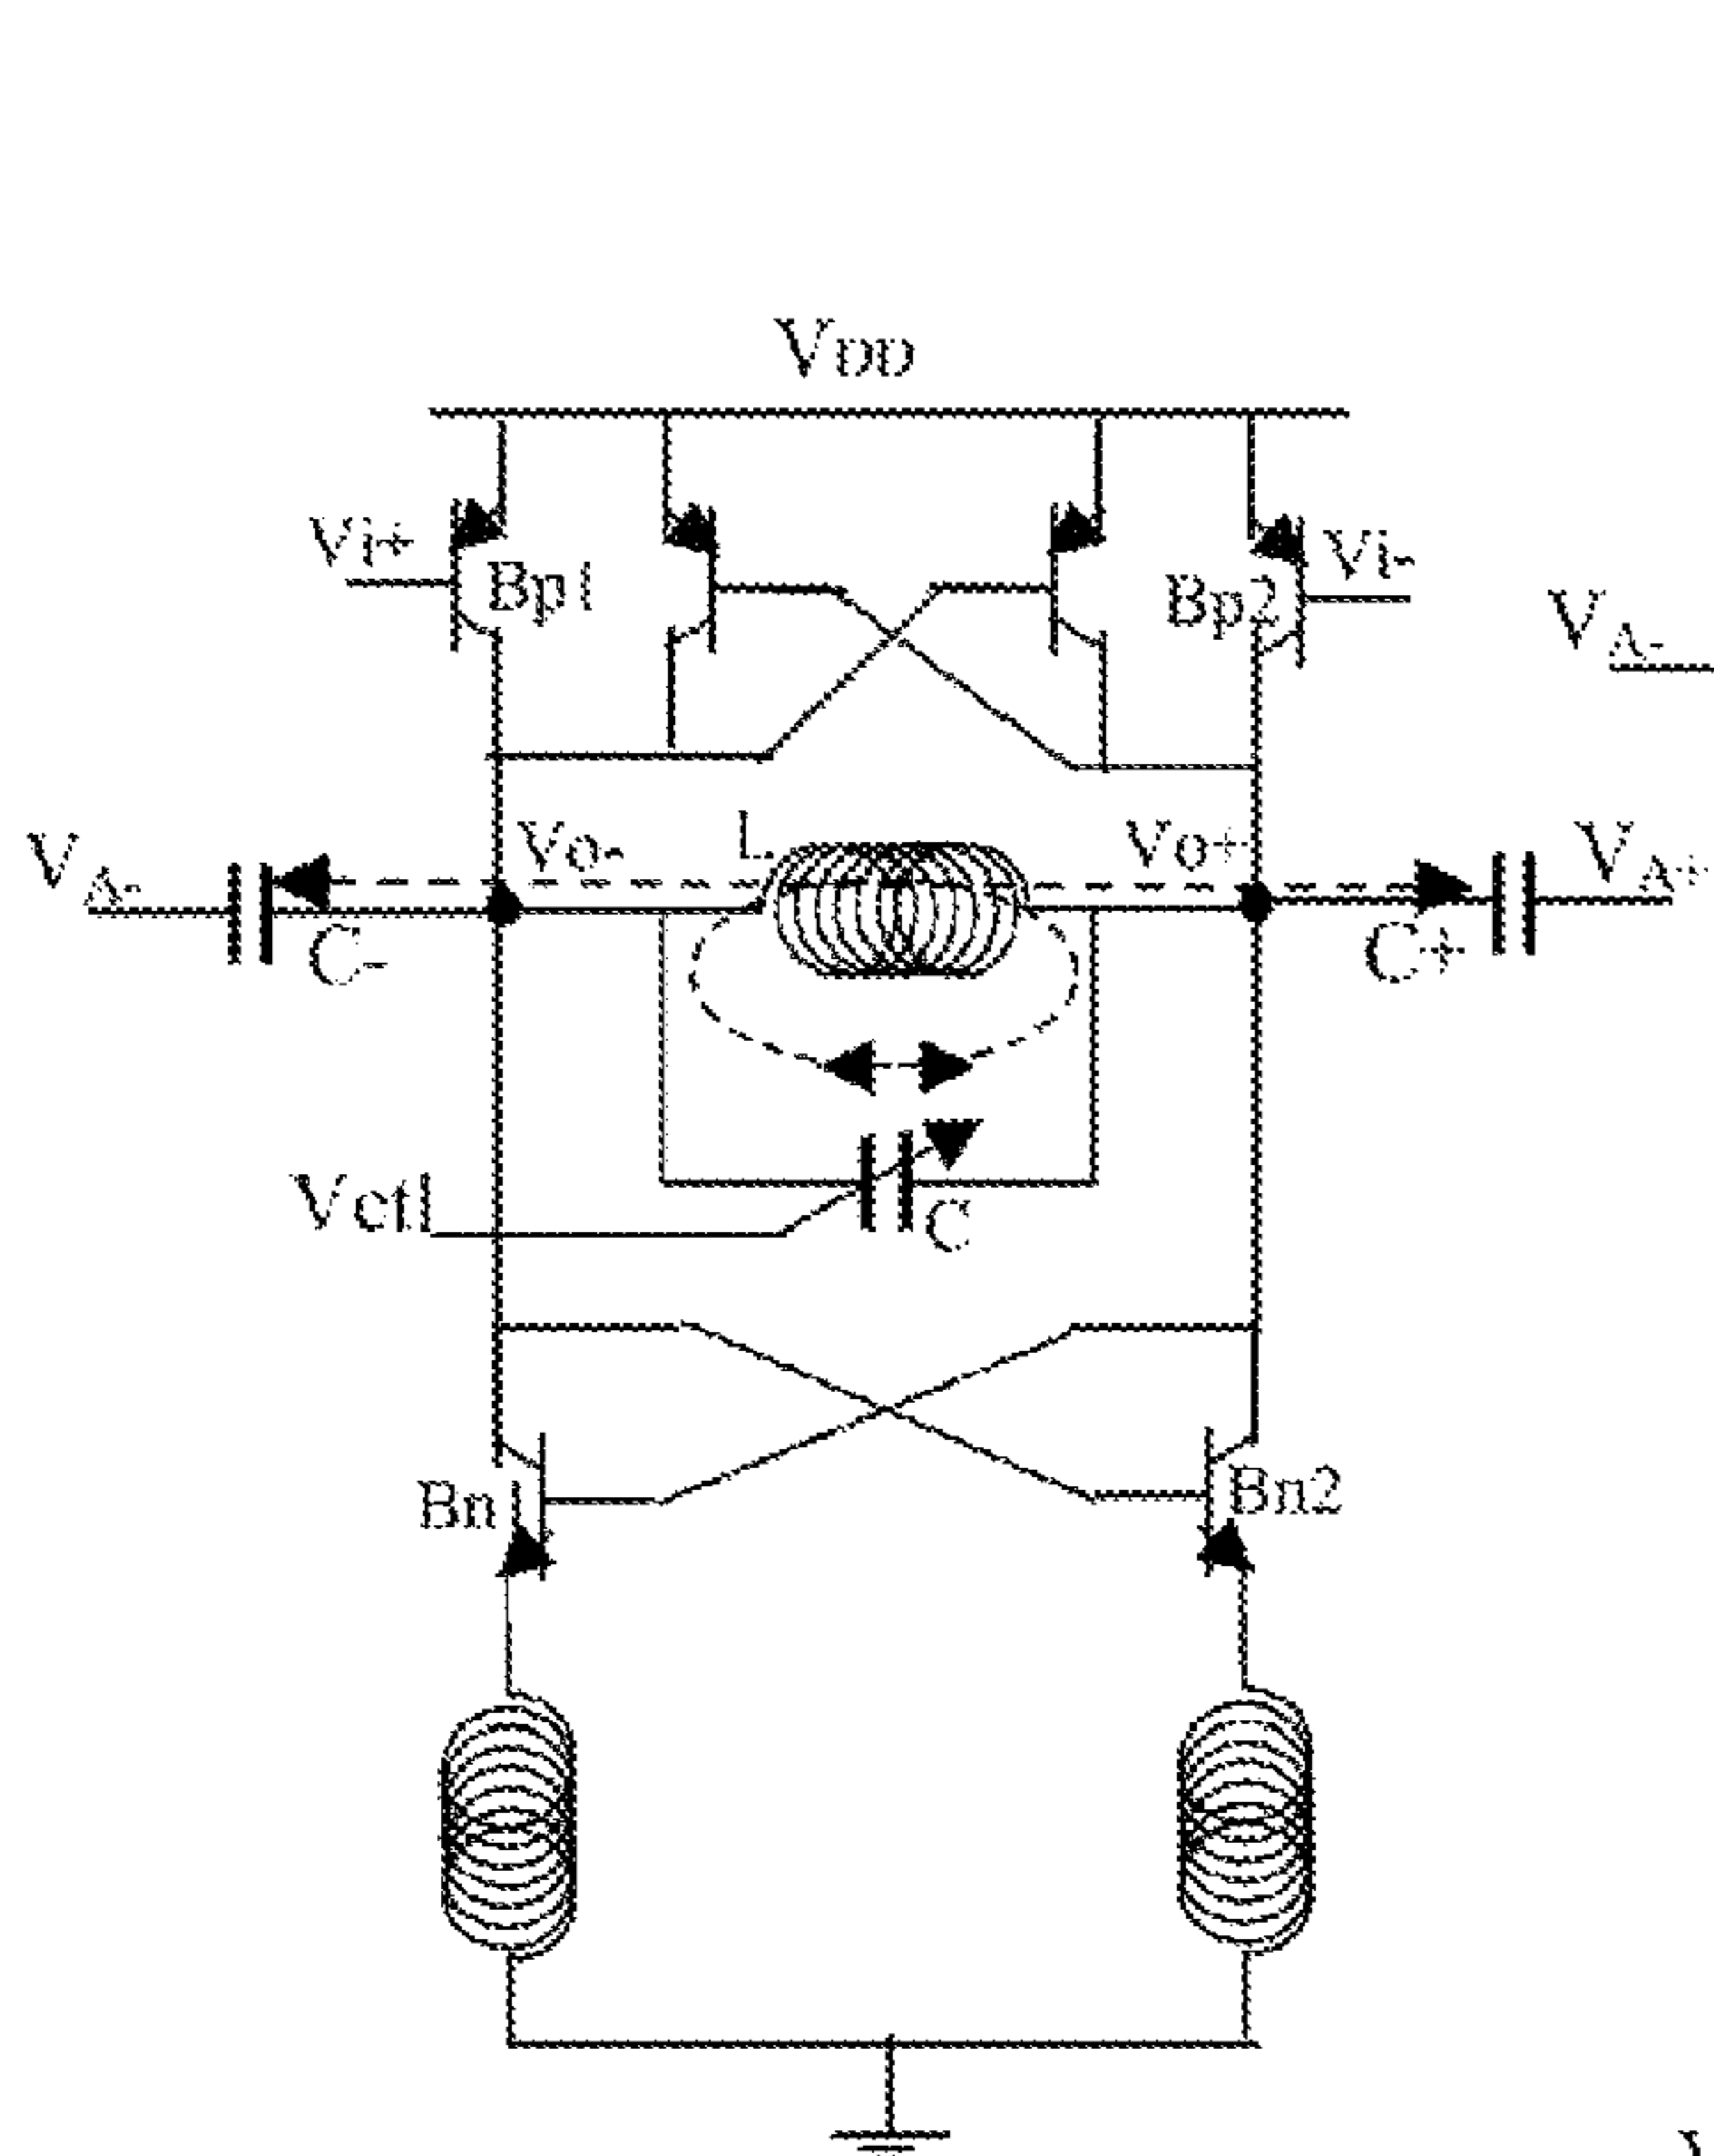 VDD
Vi+
Bp1
Bp2
Vi-
VA-
VA-
Vo-
L
Vo+
VA+
C-
C+
Vctl
C
Bn1
Bn2